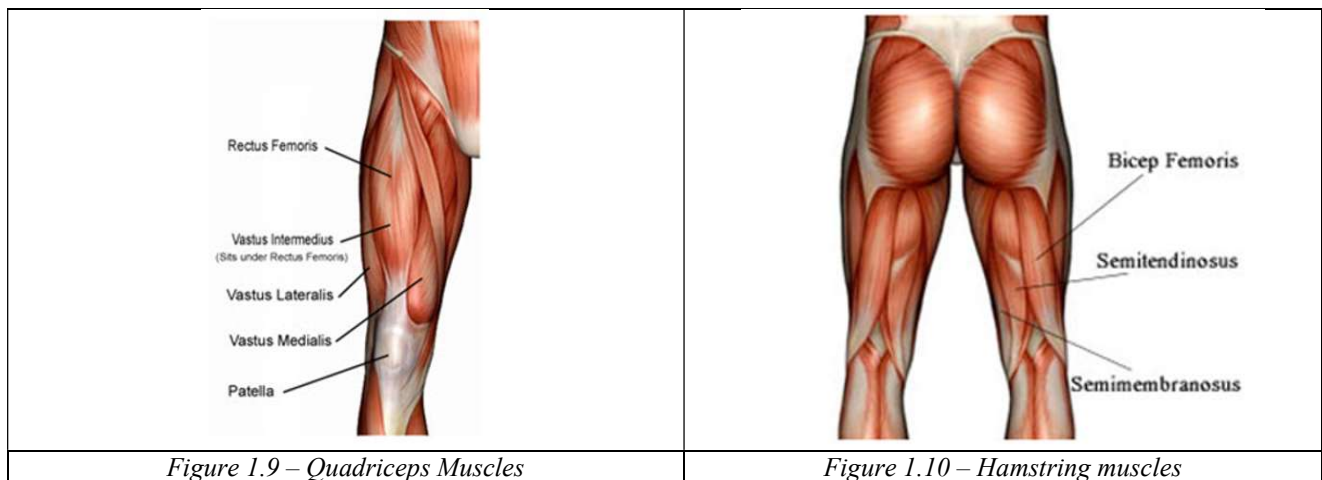 Rectus Femoris
Vastus Intermedius
(Sits under Rectus Femoris)
Vastus Lateralis
Vastus Medialis
Patella
Figure 1.9 – Quadriceps Muscles
Bicep Femoris
Semitendinosus
Semimembranosus
Figure 1.10 – Hamstring muscles